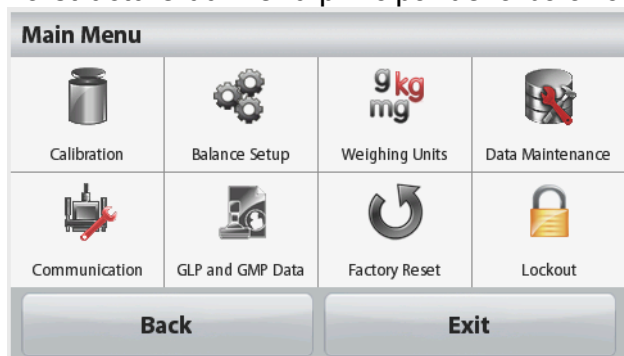 Main Menu
g kg
mg
Calibration
Balance Setup
Weighing Units
Data Maintenance
Communication
GLP and GMP Data
Factory Reset
Lockout
Back
Exit